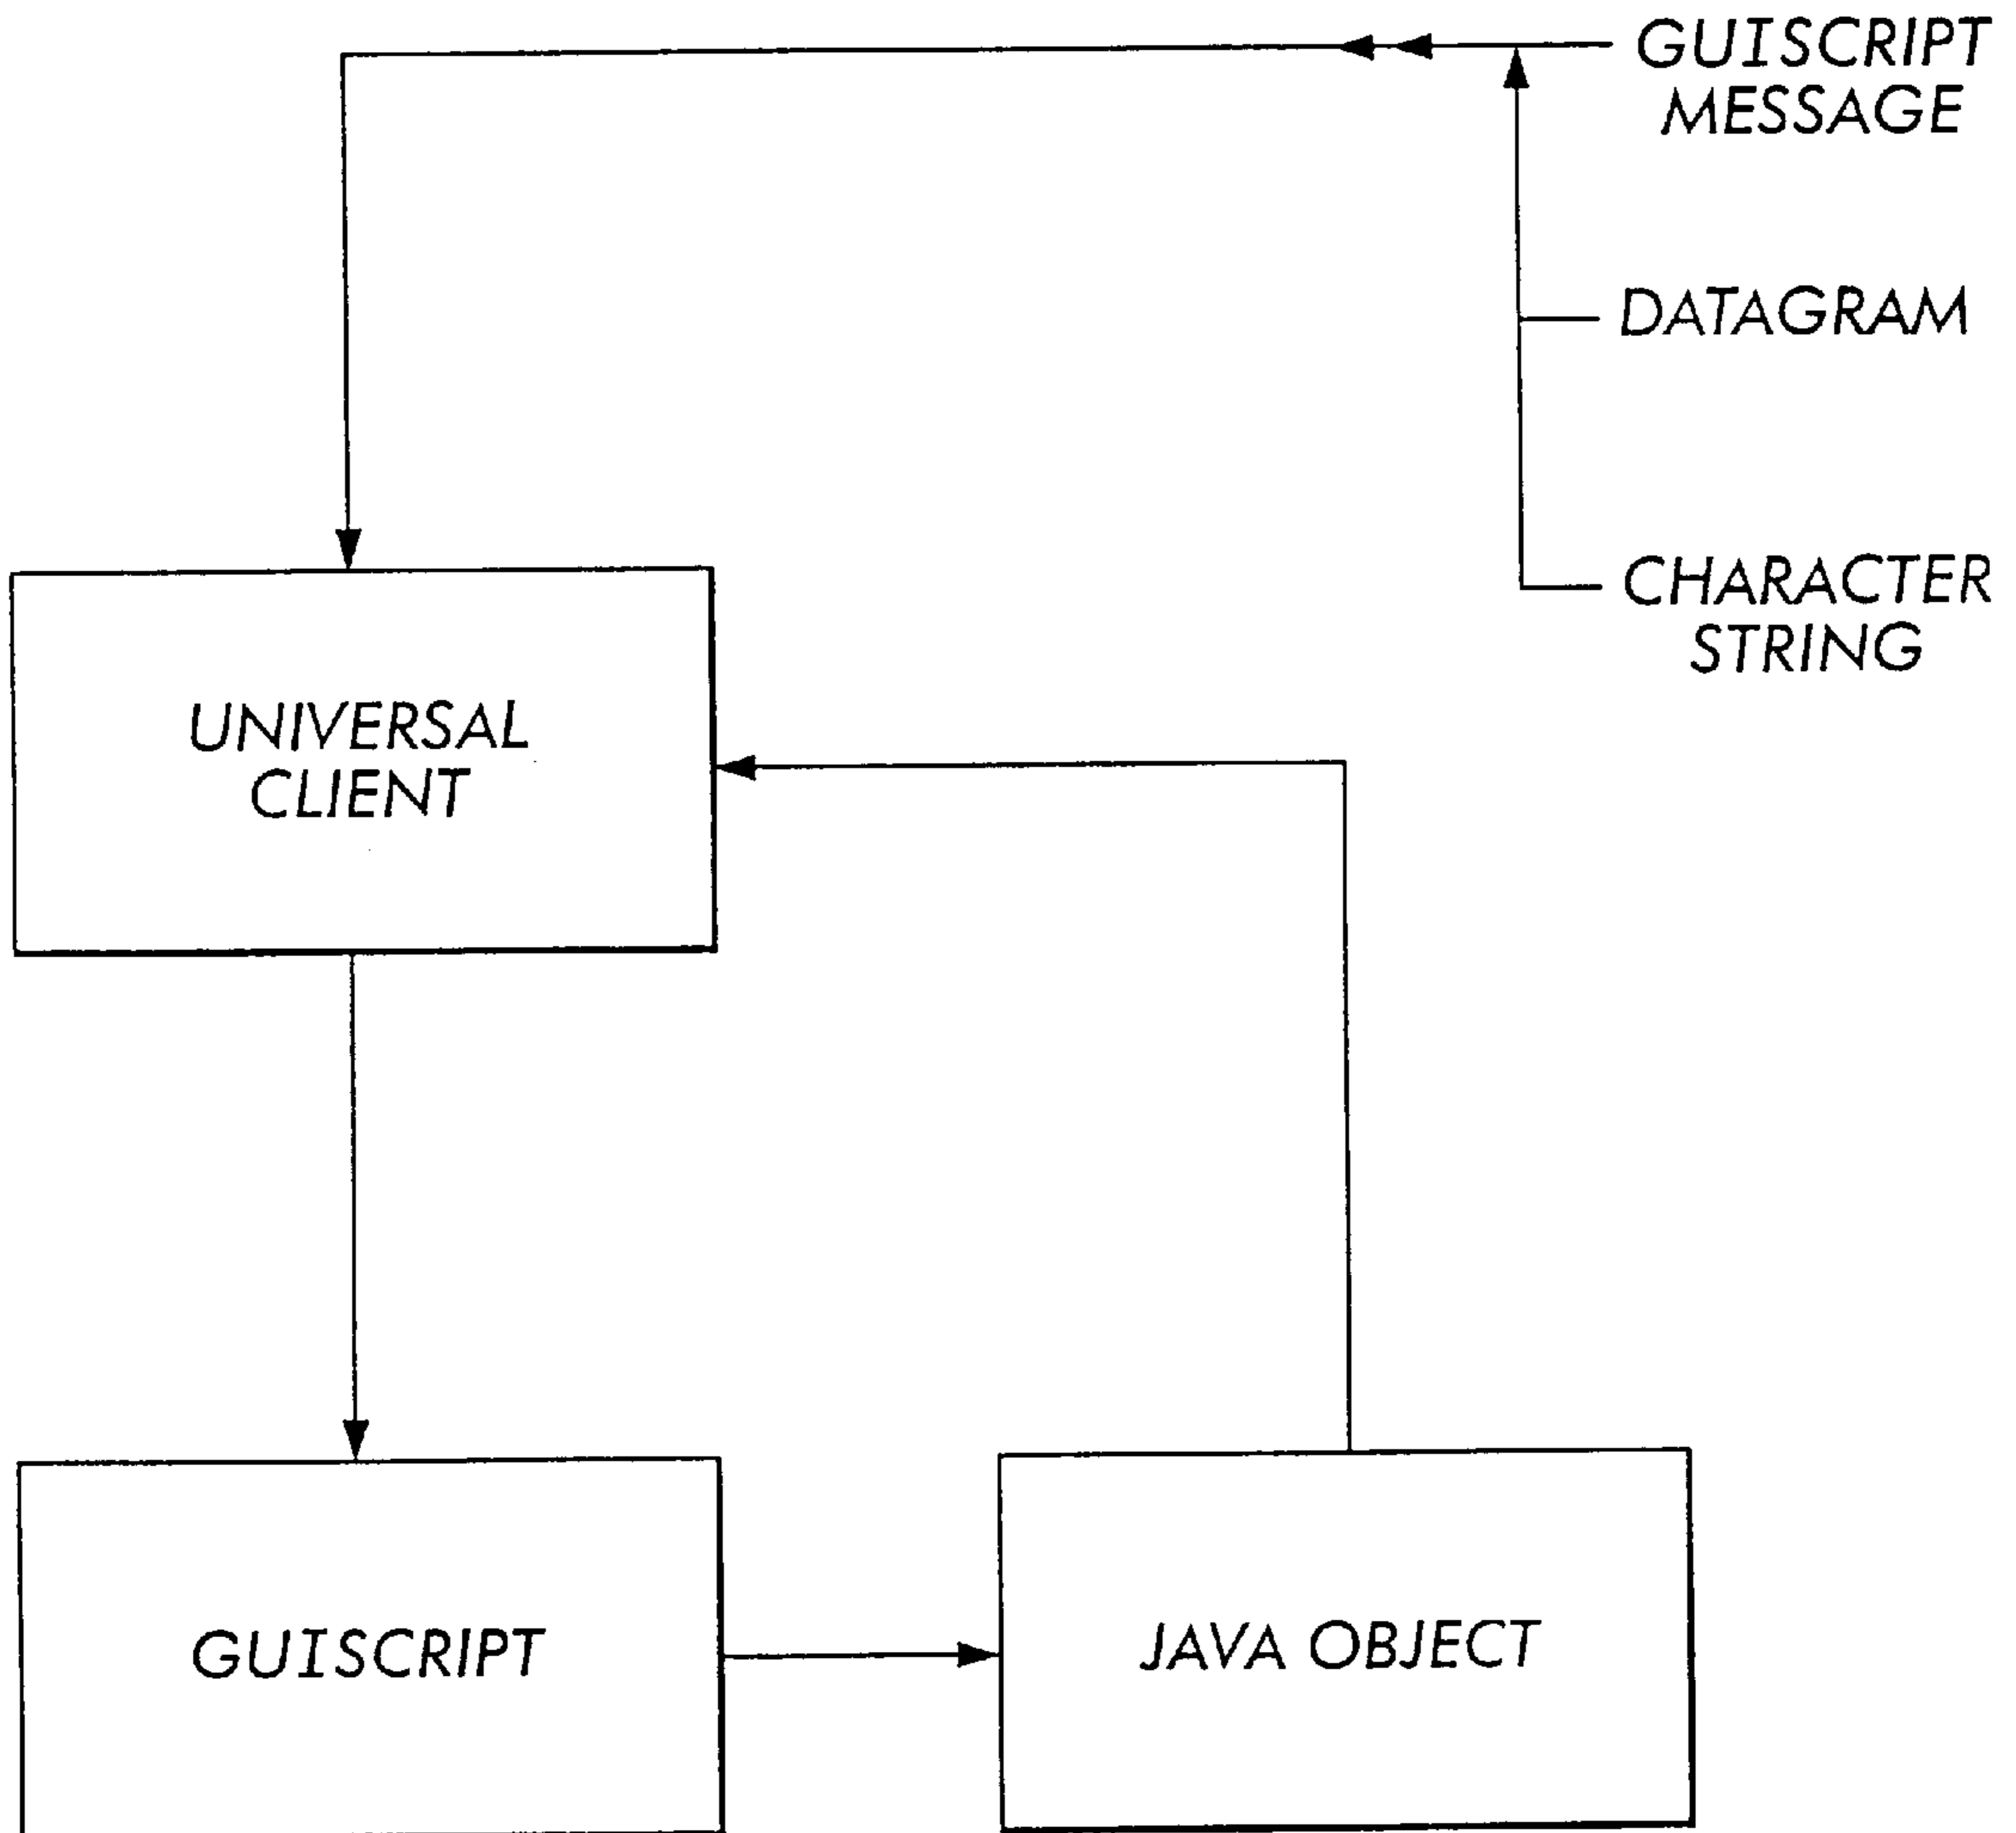 GUISCRIPT
MESSAGE
DATAGRAM
CHARACTER
STRING
UNIVERSAL
CLIENT
GUISCRIPT
JAVA OBJECT